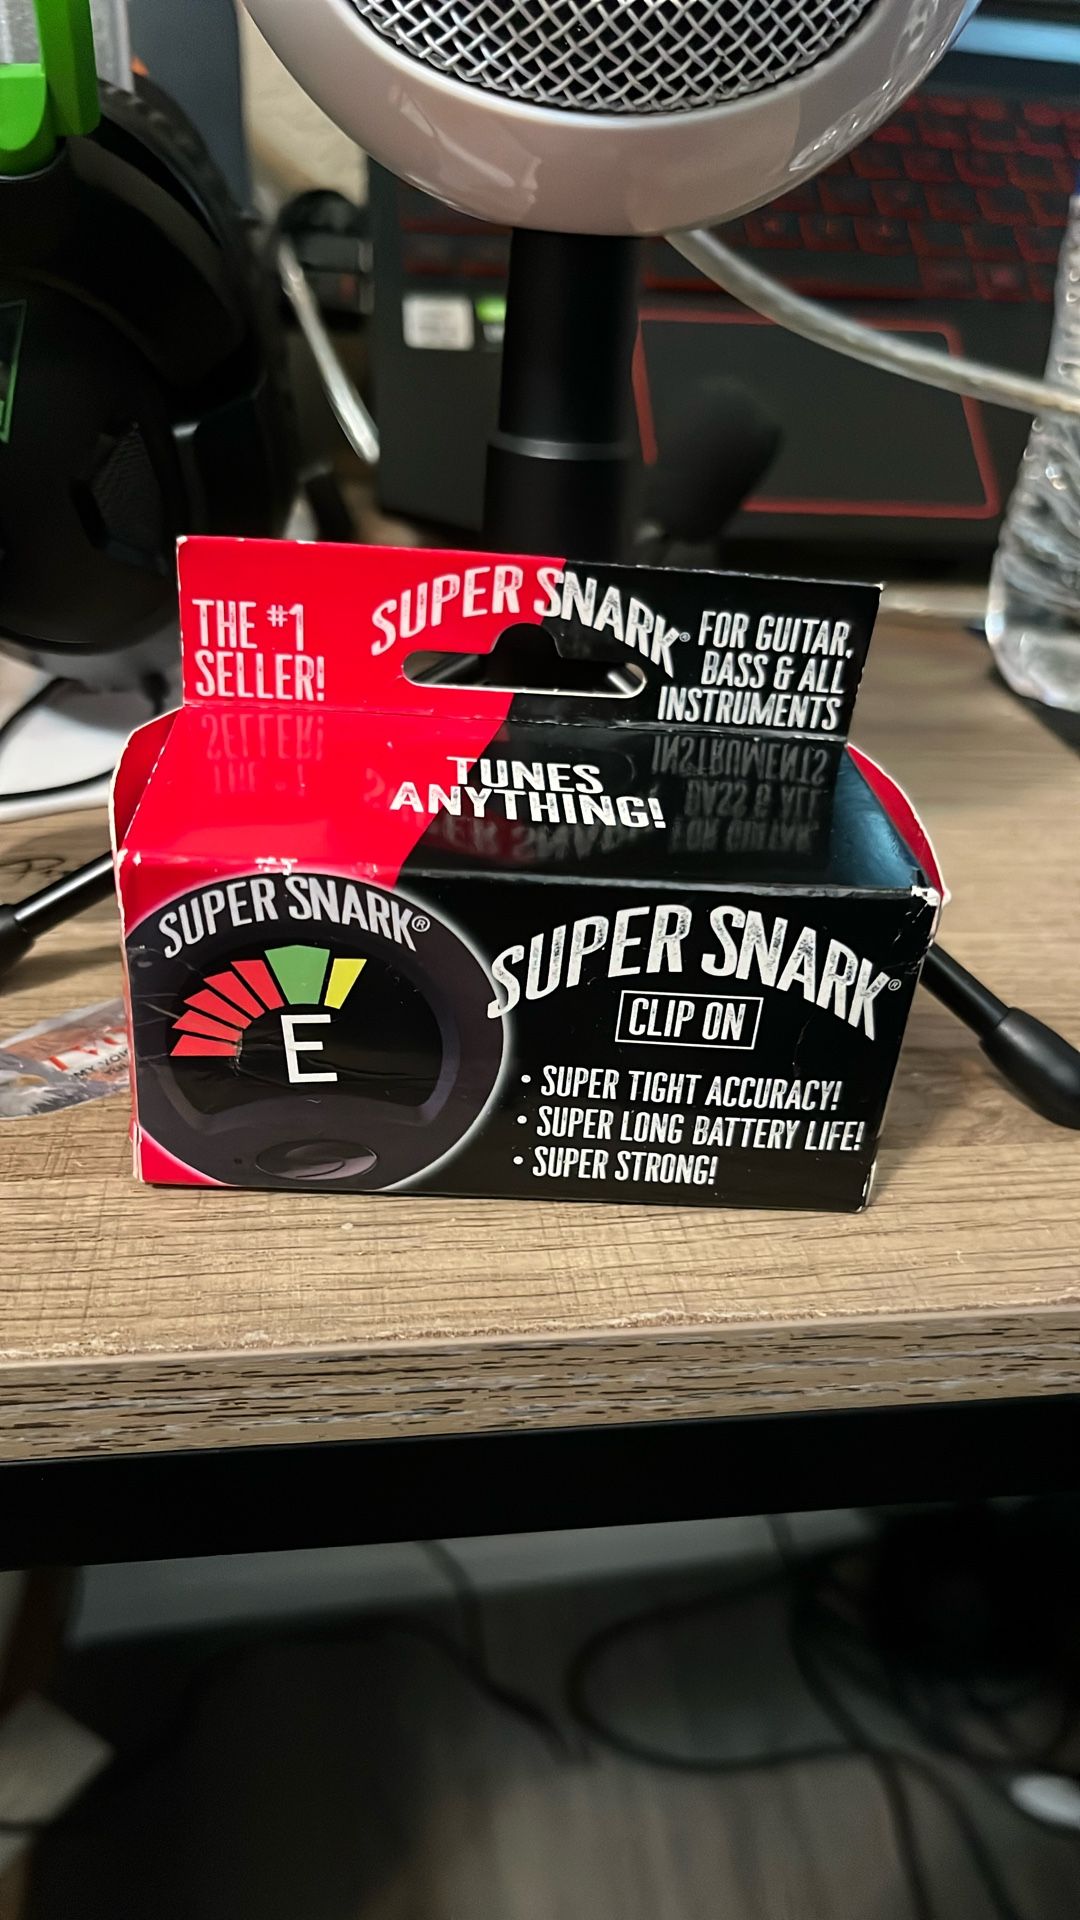 THE #1
SELLER!
SUPER SNARK®
FOR GUITAR,
BASS & ALL
INSTRUMENTS
TUNES
ANYTHING!
SUPER SNARK®
E
SUPER SNARK®
CLIP ON
• SUPER TIGHT ACCURACY!
• SUPER LONG BATTERY LIFE!
• SUPER STRONG!